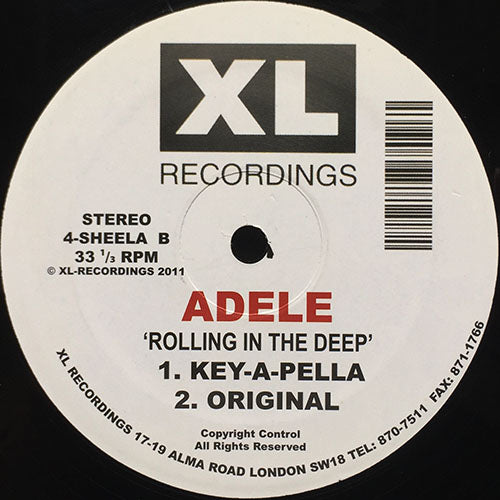 XL
RECORDINGS
STEREO
4-SHEELA B
33 ⅓ RPM
© XL-RECORDINGS 2011
ADELE
'ROLLING IN THE DEEP'
1. KEY-A-PELLA
2. ORIGINAL
Copyright Control
All Rights Reserved
XL RECORDINGS 17-19 ALMA ROAD LONDON SW18 TEL: 870-7511 FAX: 871-1766